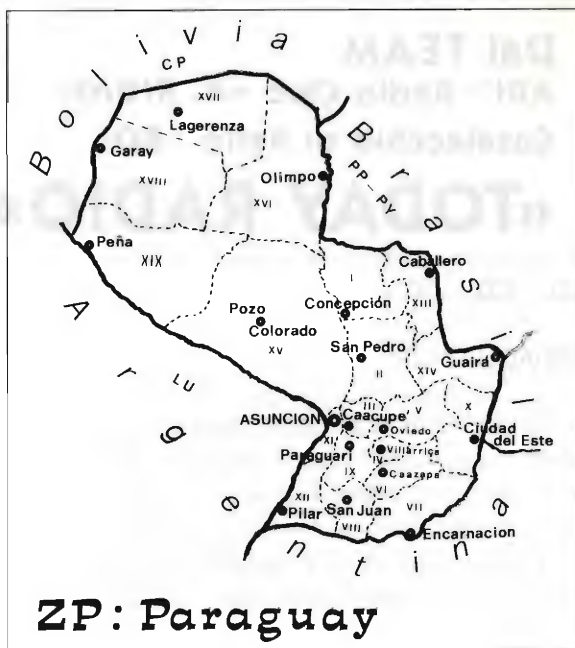 Bolivia
CP
XVII
Lagerenza
Garay
Brasil
PP-PY
XVIII
Olimpo
XVI
Peña
XIX
Caballero
I
XIII
Pozo
Colorado
Concepción
Argentina
XV
San Pedro
II
XIV
Guairá
LU
III
V
X
ASUNCION
Caacupe
Oviedo
Ciudad
del Este
XI
Paraguari
Villarrica
IV
IX
Caazapa
VI
XII
San Juan
VII
Pilar
VIII
Encarnacion
ZP: Paraguay